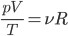 pV/T = νR